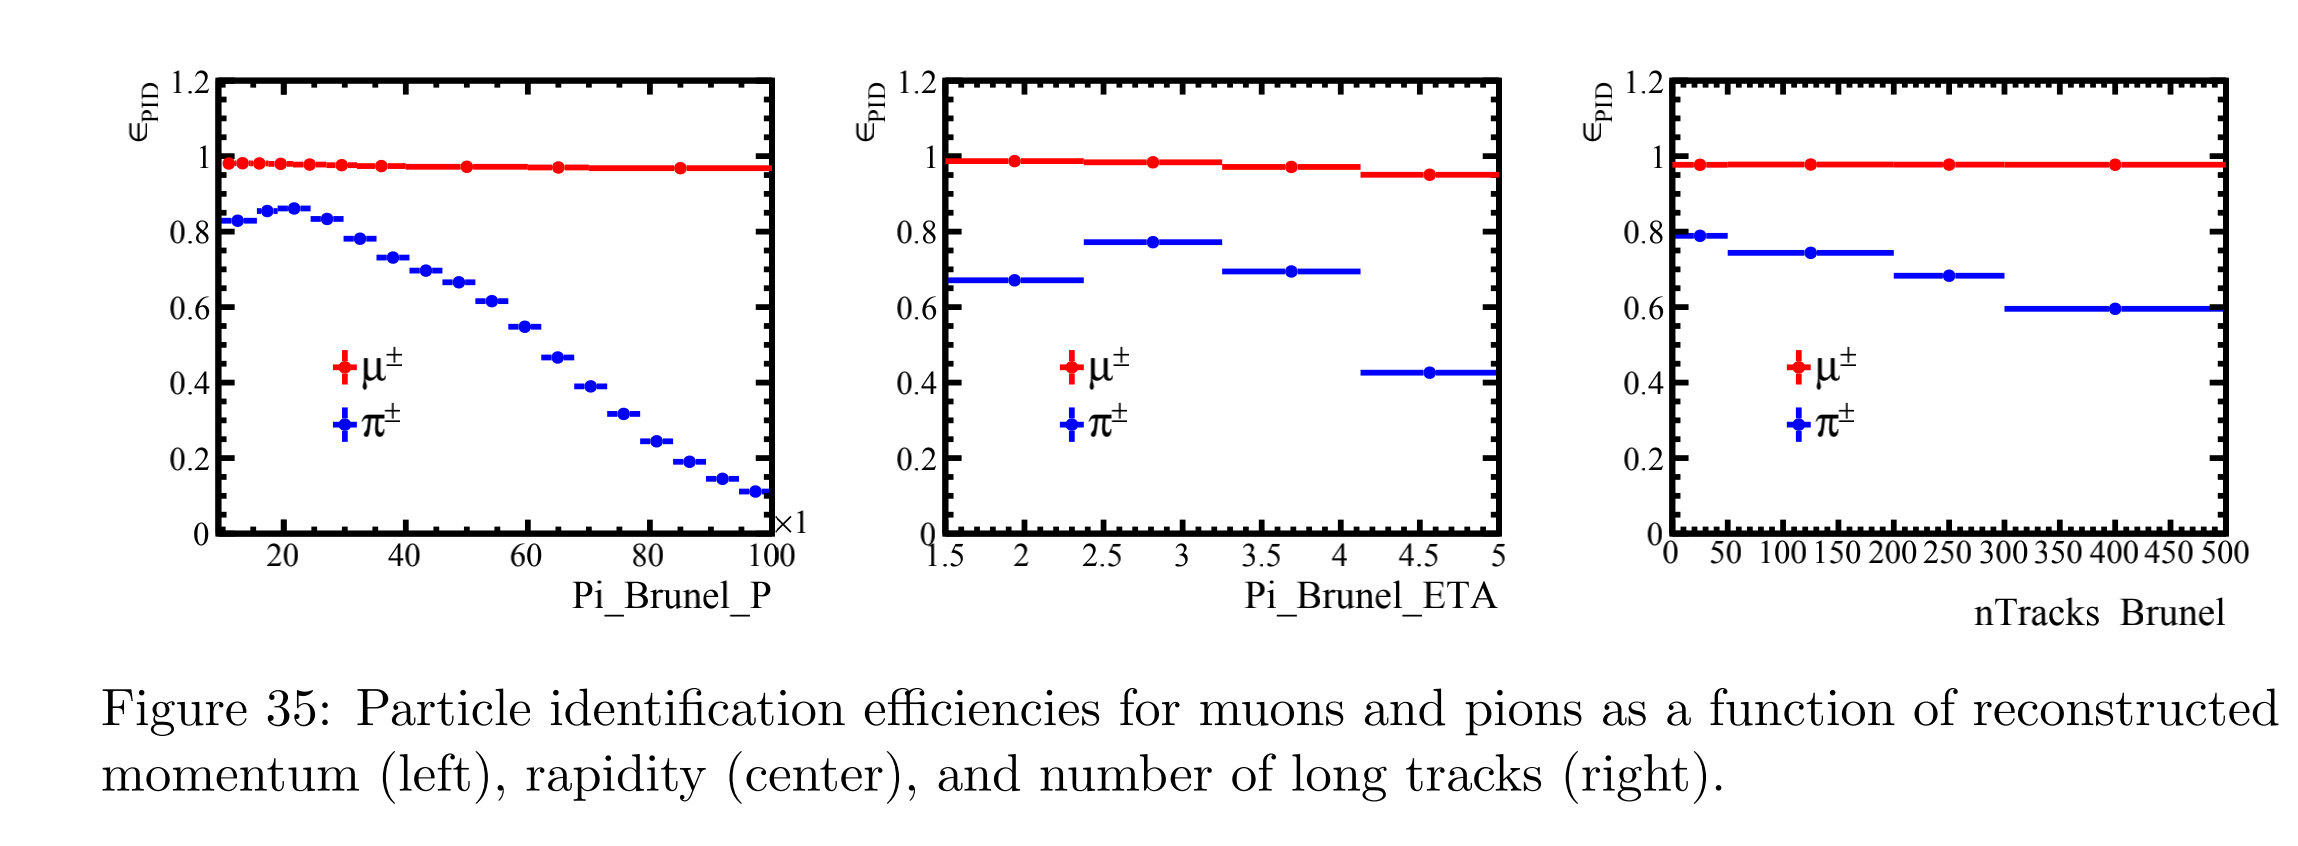 ∈PID
1.2
1
0.8
0.6
0.4
0.2
0
μ±
π±
20 40 60 80 100
×1
Pi_Brunel_P
∈PID
1.2
1
0.8
0.6
0.4
0.2
0
μ±
π±
1.5 2 2.5 3 3.5 4 4.5 5
Pi_Brunel_ETA
∈PID
1.2
1
0.8
0.6
0.4
0.2
0
μ±
π±
0 50 100 150 200 250 300 350 400 450 500
nTracks Brunel
Figure 35: Particle identification efficiencies for muons and pions as a function of reconstructed
momentum (left), rapidity (center), and number of long tracks (right).